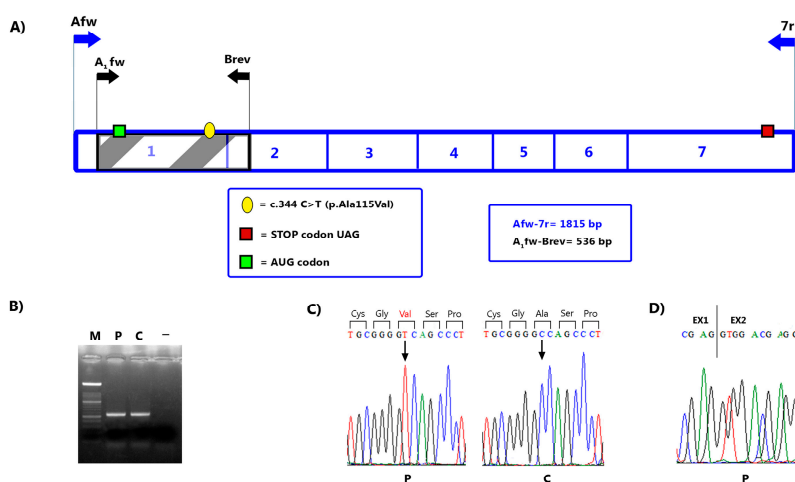 A)
Afw
7r
A1fw
Brev
1
2
3
4
5
6
7
= c.344 C>T (p.Ala115Val)
= STOP codon UAG
= AUG codon
Afw-7r= 1815 bp
A1fw-Brev= 536 bp
B)
M P C –
C)
Cys Gly Val Ser Pro
TGCGGGGTCAGCCCT
P
Cys Gly Ala Ser Pro
TGCGGGGCCAGCCCT
C
D)
EX1 EX2
CG AG GTGG ACG AG
P